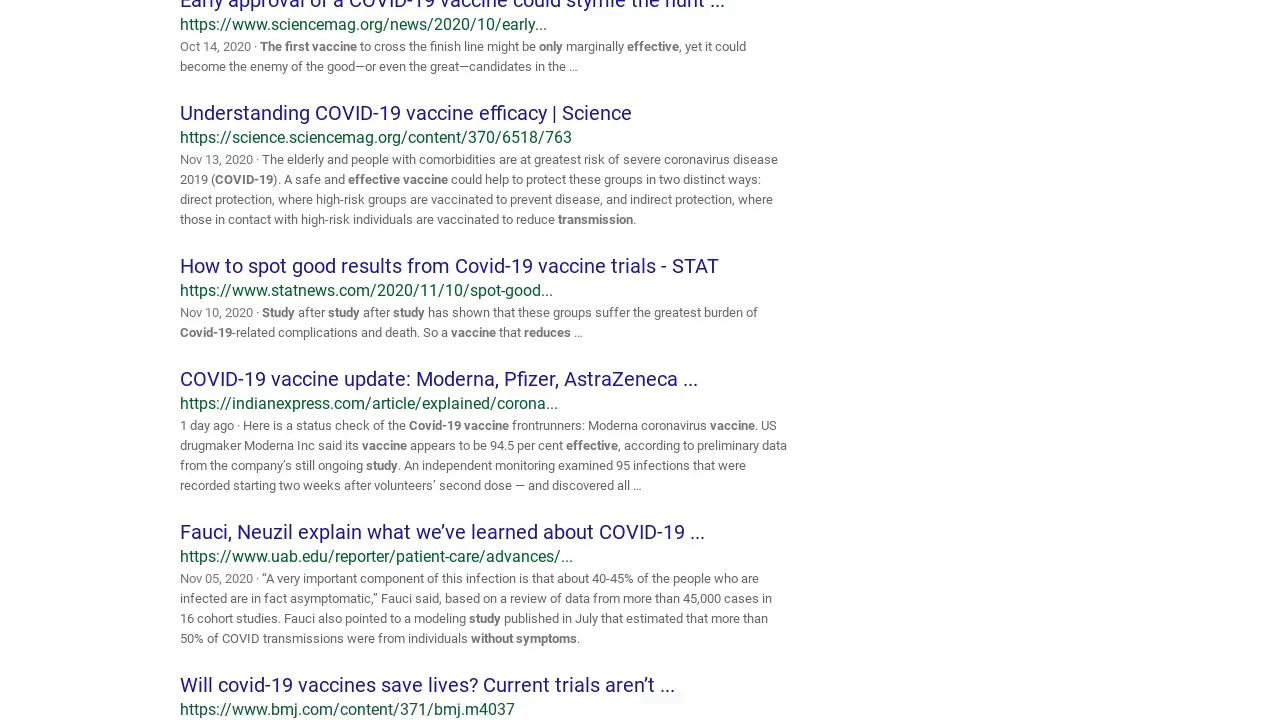 Early approval of a COVID-19 vaccine could stymie the hunt ...
https://www.sciencemag.org/news/2020/10/early...
Oct 14, 2020 · The first vaccine to cross the finish line might be only marginally effective, yet it could
become the enemy of the good—or even the great—candidates in the ...
Understanding COVID-19 vaccine efficacy | Science
https://science.sciencemag.org/content/370/6518/763
Nov 13, 2020 · The elderly and people with comorbidities are at greatest risk of severe coronavirus disease
2019 (COVID-19). A safe and effective vaccine could help to protect these groups in two distinct ways:
direct protection, where high-risk groups are vaccinated to prevent disease, and indirect protection, where
those in contact with high-risk individuals are vaccinated to reduce transmission.
How to spot good results from Covid-19 vaccine trials - STAT
https://www.statnews.com/2020/11/10/spot-good...
Nov 10, 2020 · Study after study after study has shown that these groups suffer the greatest burden of
Covid-19-related complications and death. So a vaccine that reduces ...
COVID-19 vaccine update: Moderna, Pfizer, AstraZeneca ...
https://indianexpress.com/article/explained/corona...
1 day ago · Here is a status check of the Covid-19 vaccine frontrunners: Moderna coronavirus vaccine. US
drugmaker Moderna Inc said its vaccine appears to be 94.5 per cent effective, according to preliminary data
from the company’s still ongoing study. An independent monitoring examined 95 infections that were
recorded starting two weeks after volunteers’ second dose — and discovered all ...
Fauci, Neuzil explain what we’ve learned about COVID-19 ...
https://www.uab.edu/reporter/patient-care/advances/...
Nov 05, 2020 · “A very important component of this infection is that about 40-45% of the people who are
infected are in fact asymptomatic,” Fauci said, based on a review of data from more than 45,000 cases in
16 cohort studies. Fauci also pointed to a modeling study published in July that estimated that more than
50% of COVID transmissions were from individuals without symptoms.
Will covid-19 vaccines save lives? Current trials aren’t ...
https://www.bmj.com/content/371/bmj.m4037